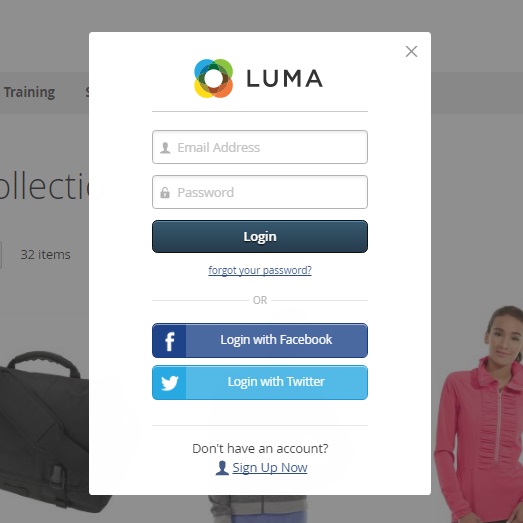 LUMA
Training
Email Address
Password
Login
32 items
forgot your password?
OR
Login with Facebook
Login with Twitter
Don't have an account?
Sign Up Now